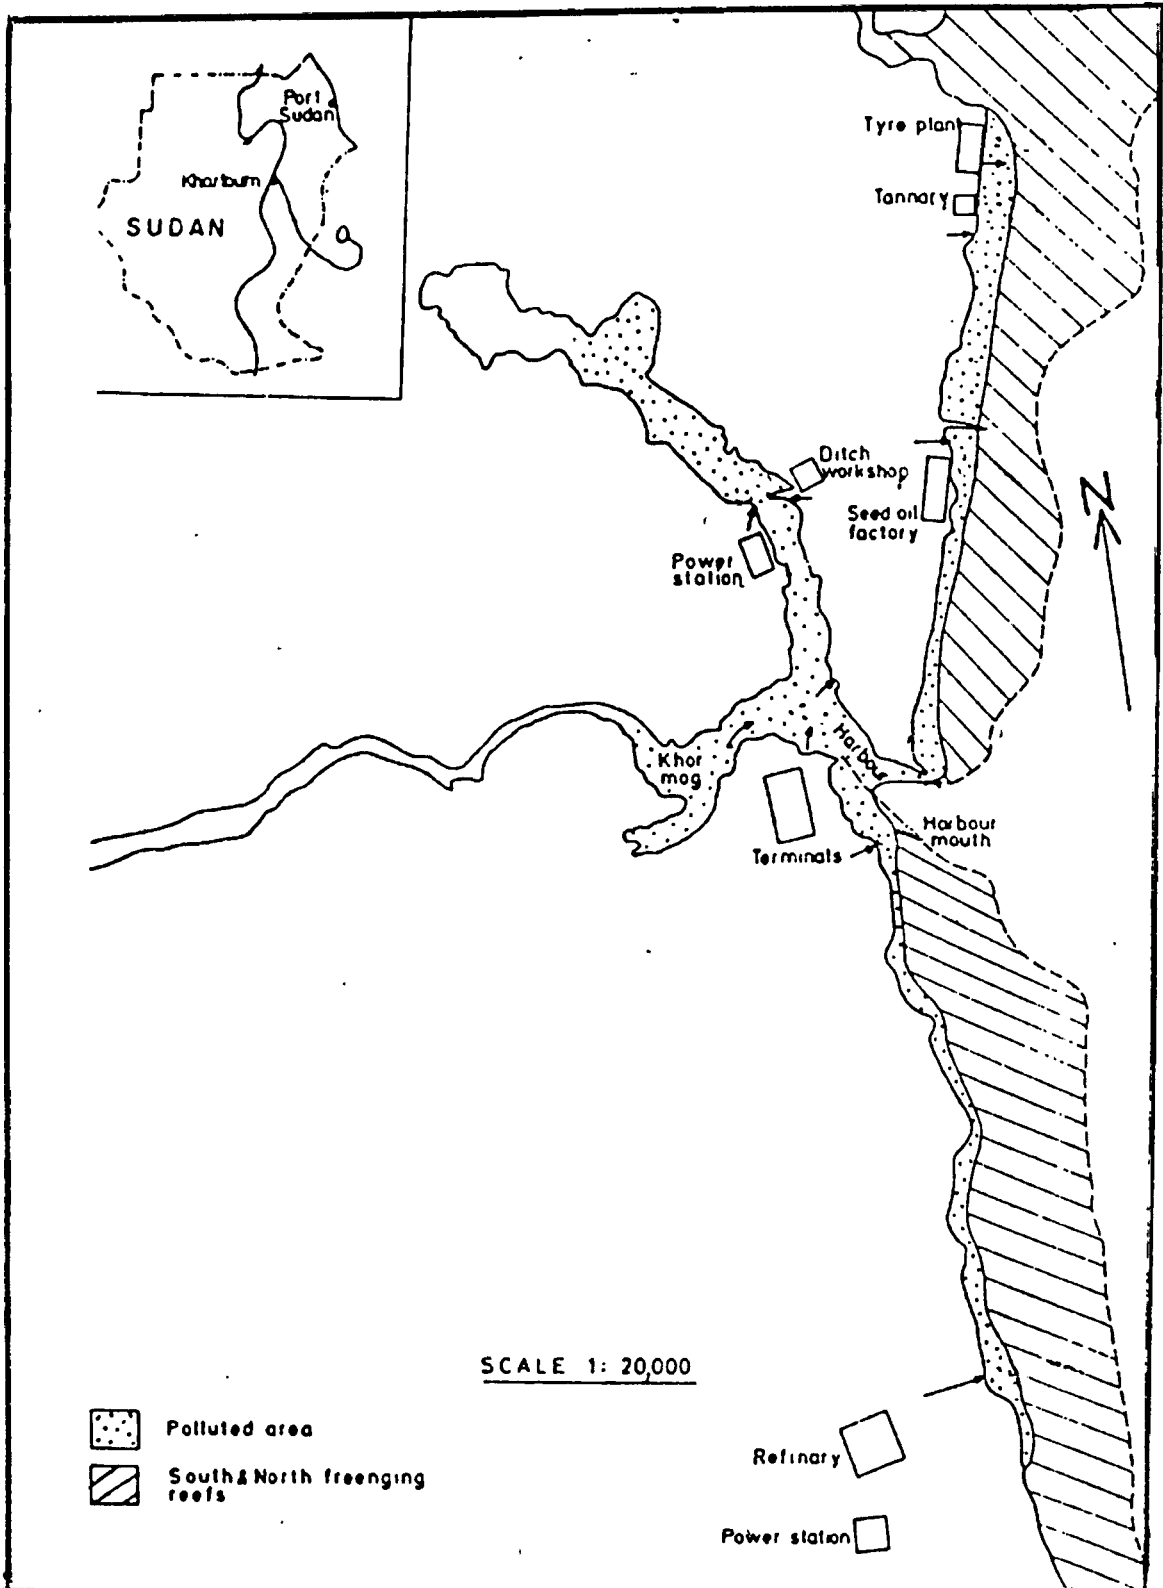 Port
Sudan
Khartoum
SUDAN
Tyre plant
Tannary
Ditch
workshop
Seed oil
factory
Power
station
N
Harbour
Khor
mog
Harbour
mouth
Terminals
SCALE 1: 20,000
Polluted area
South & North freenging
reefs
Refinary
Power station